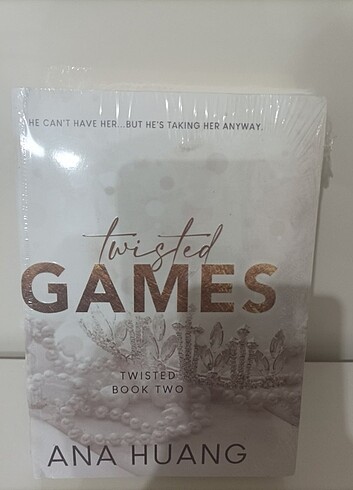 HE CAN'T HAVE HER...BUT HE'S TAKING HER ANYWAY.
twisted
GAMES
TWISTED
BOOK TWO
ANA HUANG